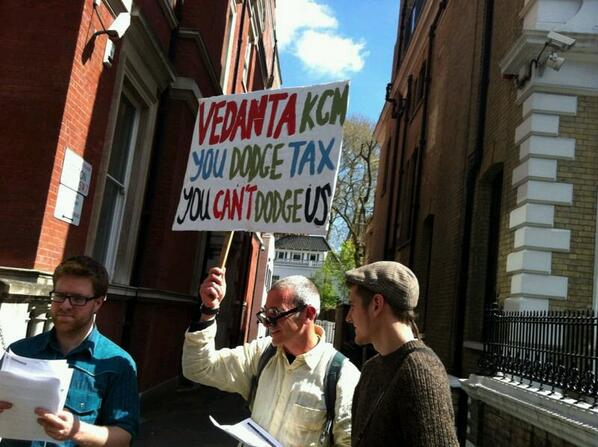 VEDANTA KCM
YOU DODGE TAX
YOU CAN'T DODGE US